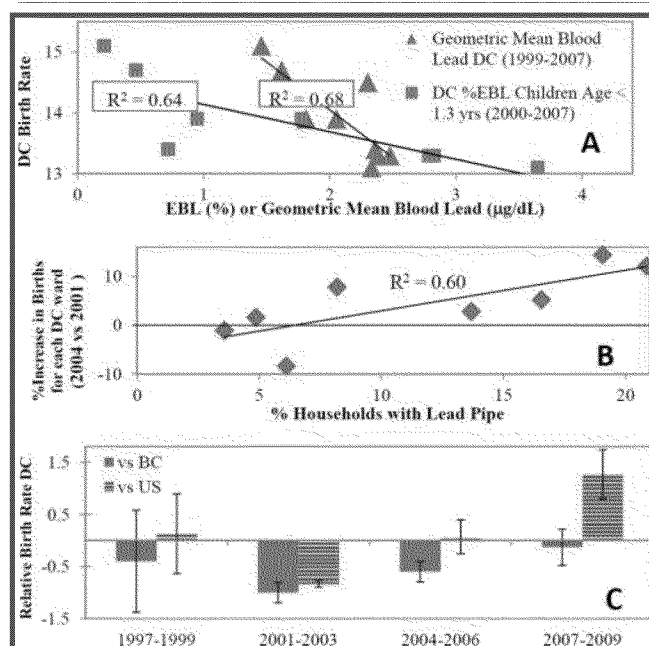 DC Birth Rate
15
14
13
Geometric Mean Blood
Lead DC (1999-2007)
DC %EBL Children Age <
1.3 yrs (2000-2007)
R² = 0.64
R² = 0.68
A
0 1 2 3 4
EBL (%) or Geometric Mean Blood Lead (µg/dL)
%Increase in Births
for each DC ward
(2004 vs 2001 )
10
0
-10
R² = 0.60
B
0 5 10 15 20
% Households with Lead Pipe
Relative Birth Rate DC
1.5
0.5
-0.5
-1.5
vs BC
vs US
C
1997-1999 2001-2003 2004-2006 2007-2009